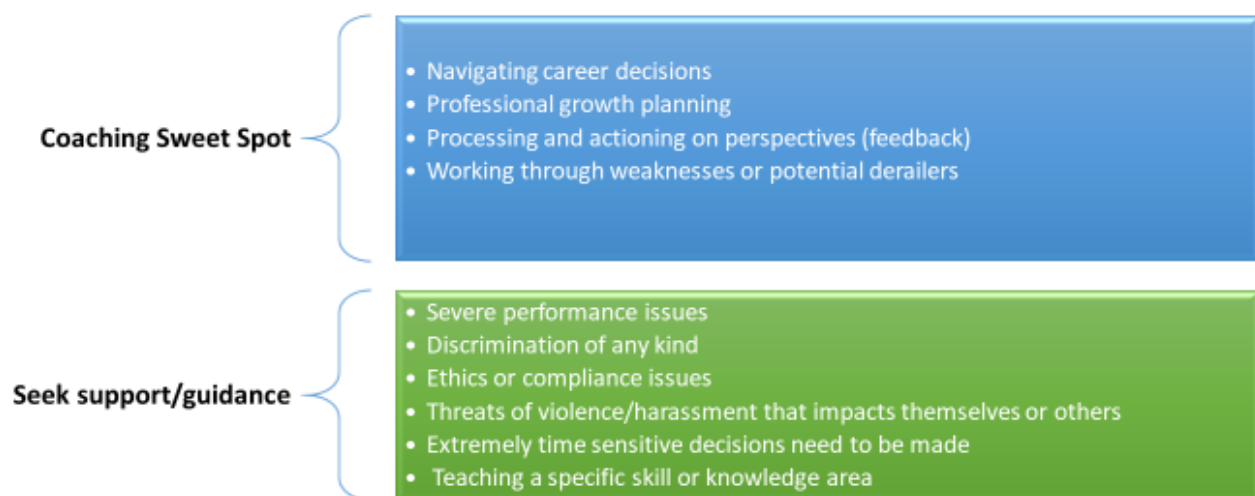 Coaching Sweet Spot
• Navigating career decisions
• Professional growth planning
• Processing and actioning on perspectives (feedback)
• Working through weaknesses or potential derailers
Seek support/guidance
• Severe performance issues
• Discrimination of any kind
• Ethics or compliance issues
• Threats of violence/harassment that impacts themselves or others
• Extremely time sensitive decisions need to be made
• Teaching a specific skill or knowledge area